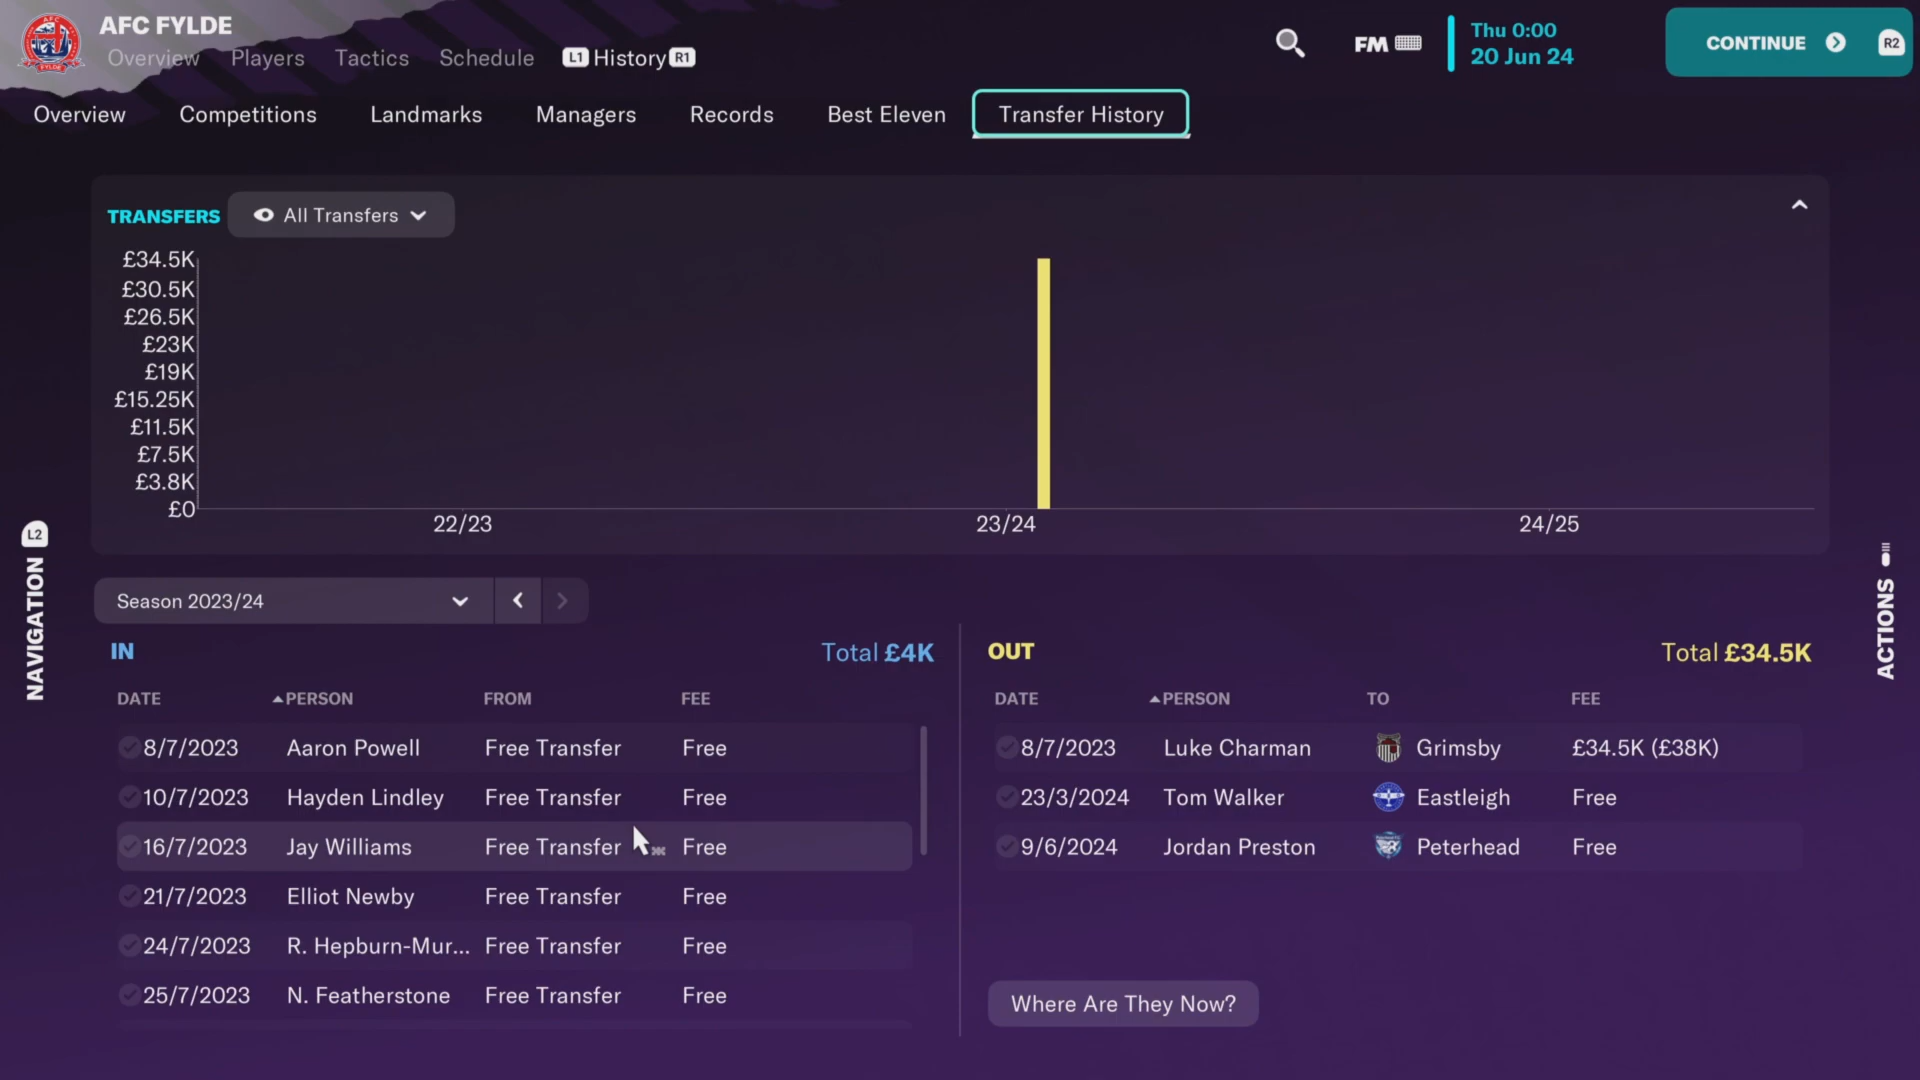 AFC FYLDE
Overview Players Tactics Schedule L1 History R1
FM
Thu 0:00
20 Jun 24
CONTINUE R2
Overview Competitions Landmarks Managers Records Best Eleven Transfer History
TRANSFERS All Transfers
£34.5K
£30.5K
£26.5K
£23K
£19K
£15.25K
£11.5K
£7.5K
£3.8K
£0
22/23 23/24 24/25
L2 NAVIGATION
ACTIONS
Season 2023/24
IN Total £4K
DATE PERSON FROM FEE
8/7/2023 Aaron Powell Free Transfer Free
10/7/2023 Hayden Lindley Free Transfer Free
16/7/2023 Jay Williams Free Transfer Free
21/7/2023 Elliot Newby Free Transfer Free
24/7/2023 R. Hepburn-Mur... Free Transfer Free
25/7/2023 N. Featherstone Free Transfer Free
OUT Total £34.5K
DATE PERSON TO FEE
8/7/2023 Luke Charman Grimsby £34.5K (£38K)
23/3/2024 Tom Walker Eastleigh Free
9/6/2024 Jordan Preston Peterhead Free
Where Are They Now?